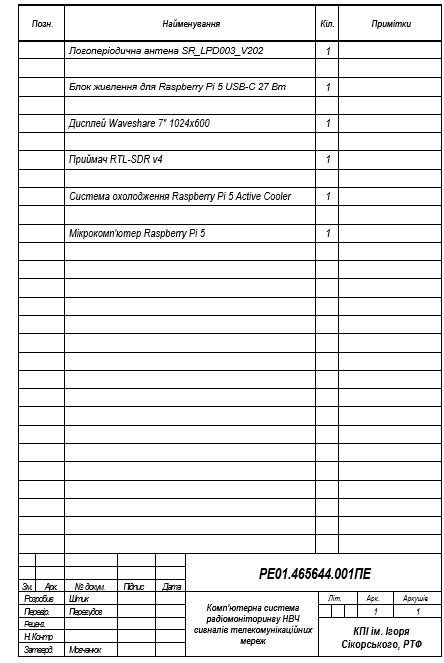 Позн. Найменування Кіл. Примітки
Логоперіодична антена SR_LPD003_V202 1
Блок живлення для Raspberry Pi 5 USB-C 27 Вт 1
Дисплей Waveshare 7" 1024x600 1
Приймач RTL-SDR v4 1
Система охолодження Raspberry Pi 5 Active Cooler 1
Мікрокомп'ютер Raspberry Pi 5 1
РЕ01.465644.001ПЕ
Зм. Арк. № докум. Підпис Дата
Розробив Штик
Перевір. Перегудов
Реценз.
Н. Контр
Затверд. Мовчанюк
Комп'ютерна система
радіомоніторингу НВЧ
сигналів телекомунікаційних
мереж
Літ. Арк. Аркушів
1 1
КПІ ім. Ігоря
Сікорського, РТФ